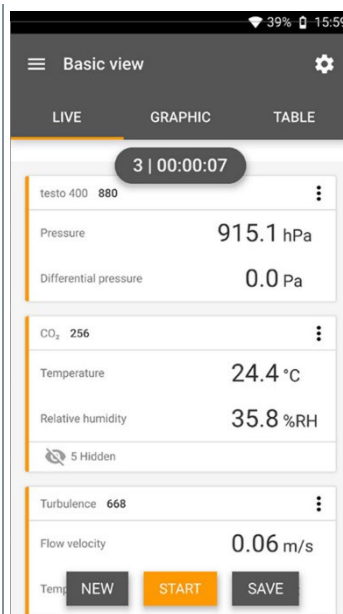 39% 15:59
Basic view
LIVE GRAPHIC TABLE
3 | 00:00:07
testo 400 880
Pressure 915.1 hPa
Differential pressure 0.0 Pa
CO₂ 256
Temperature 24.4 °C
Relative humidity 35.8 %RH
5 Hidden
Turbulence 668
Flow velocity 0.06 m/s
NEW START SAVE